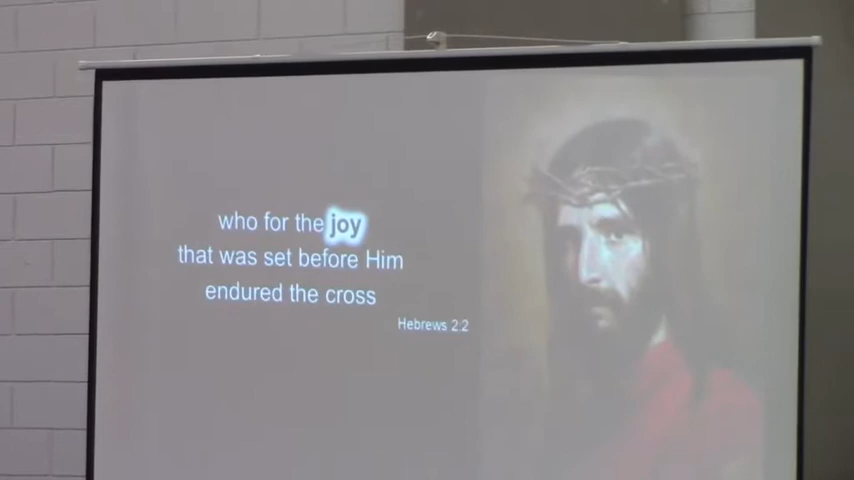 who for the joy
that was set before Him
endured the cross
Hebrews 2:2